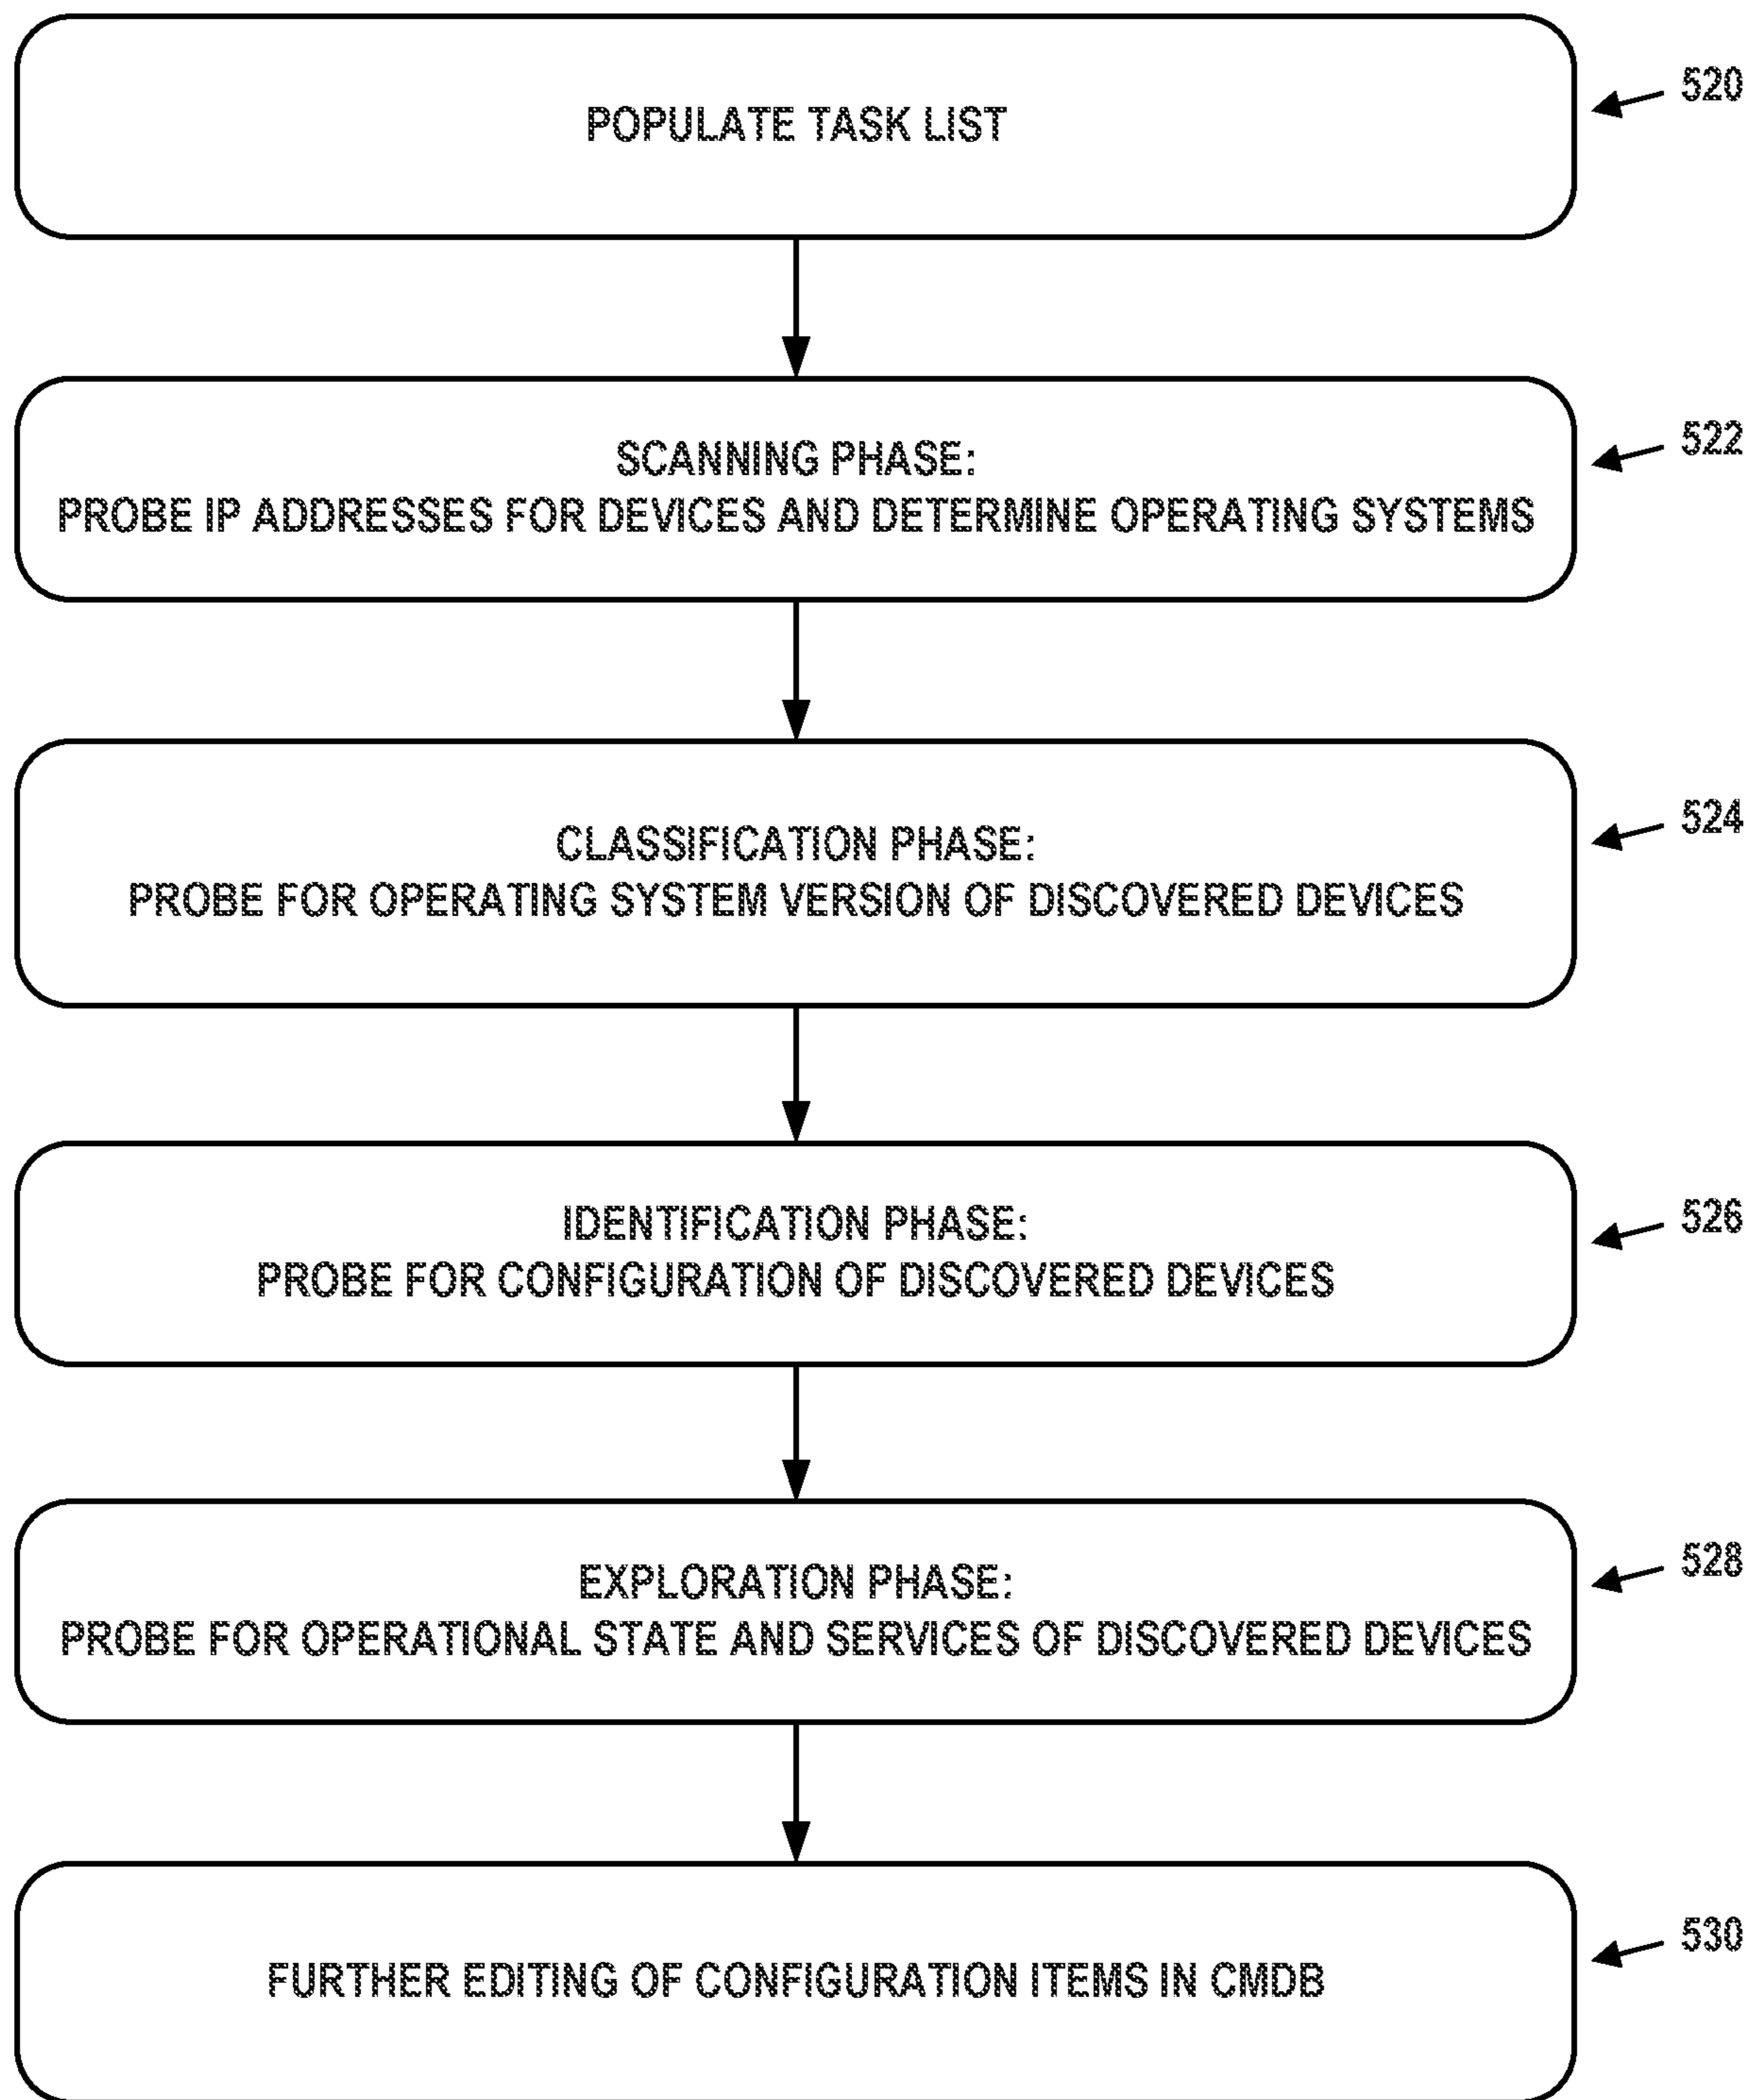 POPULATE TASK LIST
520
SCANNING PHASE:
PROBE IP ADDRESSES FOR DEVICES AND DETERMINE OPERATING SYSTEMS
522
CLASSIFICATION PHASE:
PROBE FOR OPERATING SYSTEM VERSION OF DISCOVERED DEVICES
524
IDENTIFICATION PHASE:
PROBE FOR CONFIGURATION OF DISCOVERED DEVICES
526
EXPLORATION PHASE:
PROBE FOR OPERATIONAL STATE AND SERVICES OF DISCOVERED DEVICES
528
FURTHER EDITING OF CONFIGURATION ITEMS IN CMDB
530